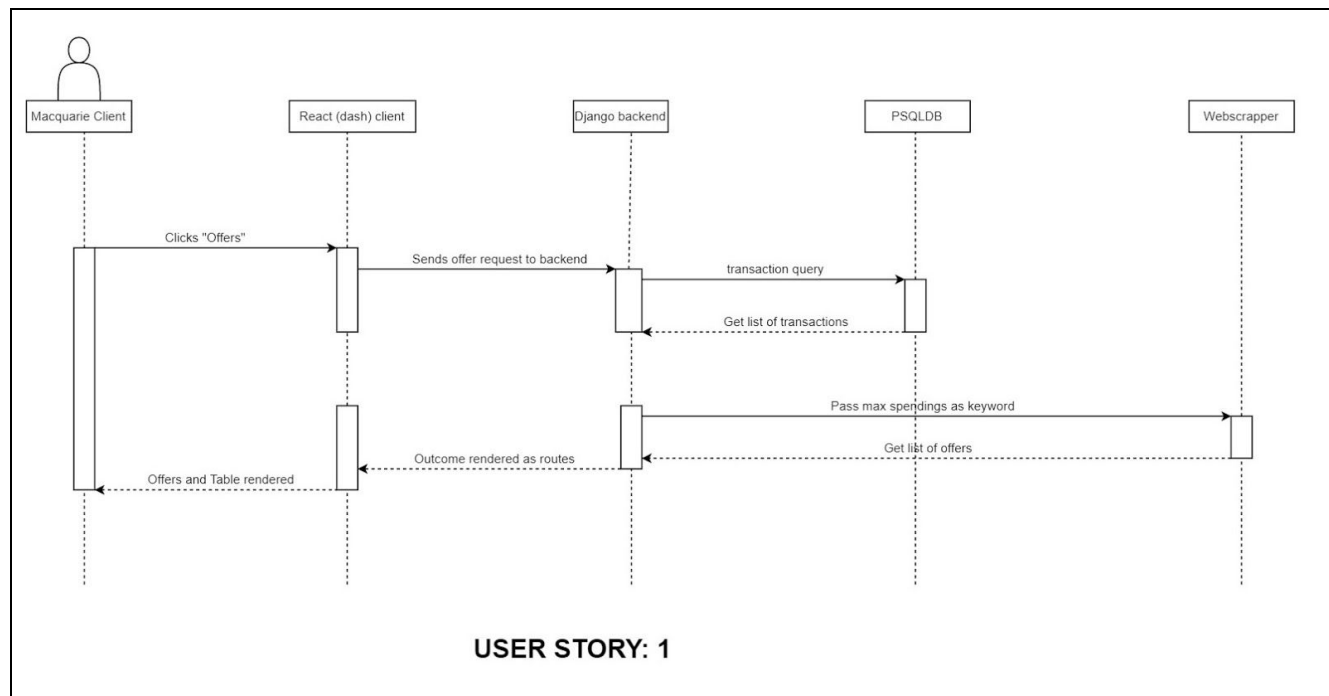 Macquarie Client
React (dash) client
Django backend
PSQLDB
Webscrapper
Clicks "Offers"
Sends offer request to backend
transaction query
Get list of transactions
Pass max spendings as keyword
Get list of offers
Outcome rendered as routes
Offers and Table rendered
USER STORY: 1